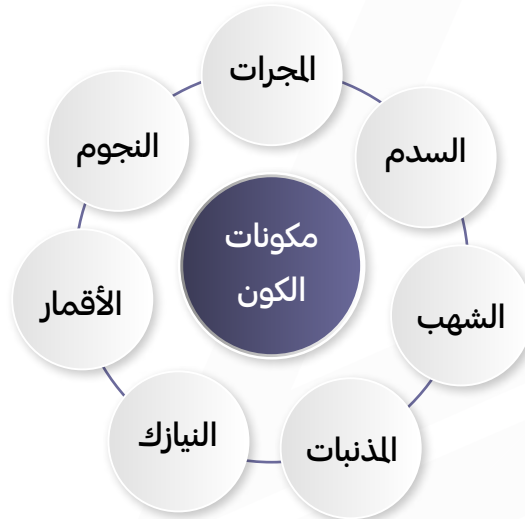 مكونات
الكون
المجرات
السدم
الشهب
المذنبات
النيازك
الأقمار
النجوم